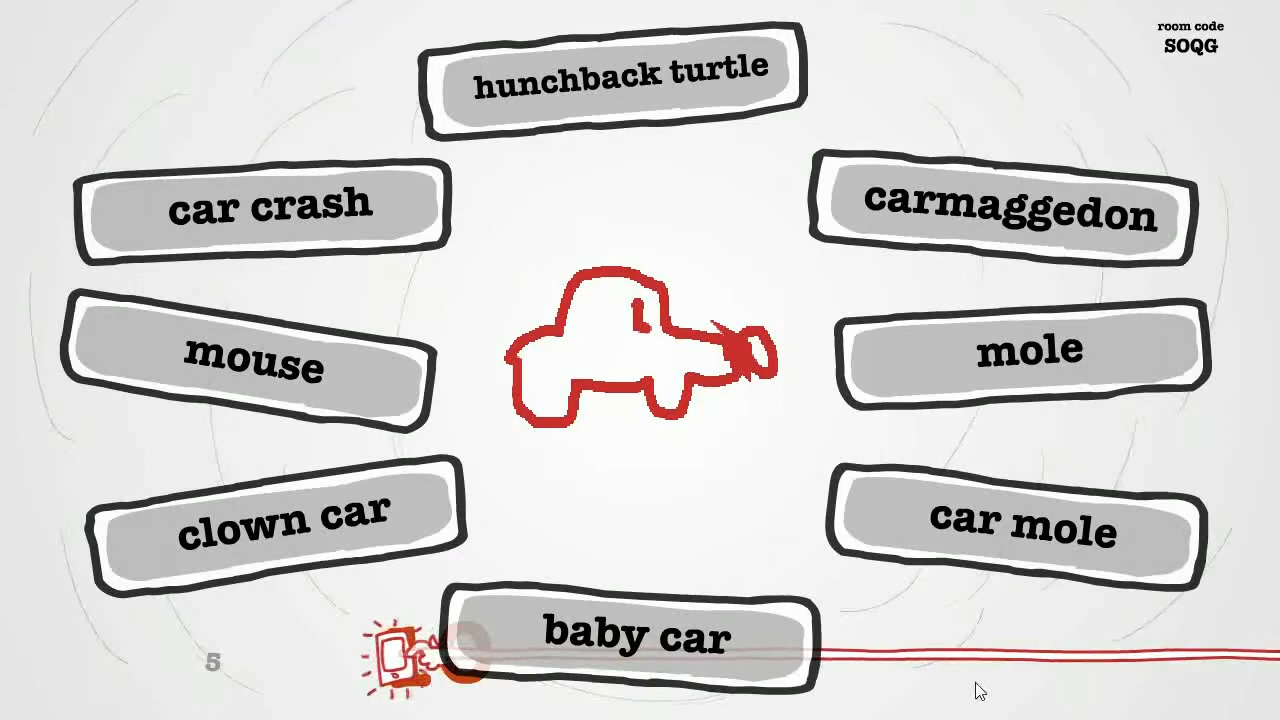 room code
SOQG
hunchback turtle
car crash
carmaggedon
mouse
mole
clown car
car mole
baby car
5